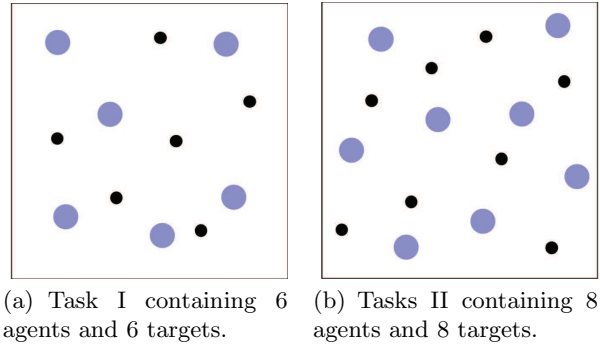 (a) Task I containing 6
agents and 6 targets.
(b) Tasks II containing 8
agents and 8 targets.